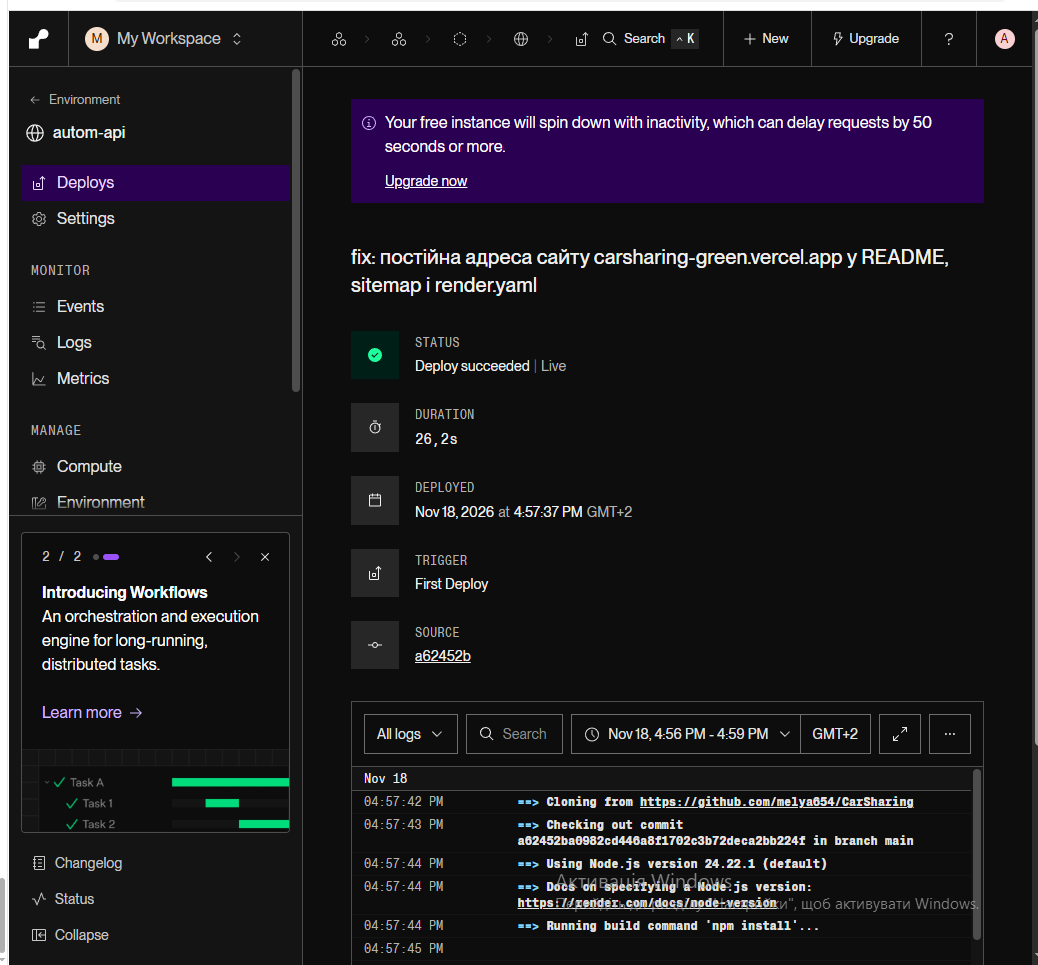 M My Workspace
Search ^ K
+ New
Upgrade
?
A
← Environment
autom-api
Deploys
Settings
MONITOR
Events
Logs
Metrics
MANAGE
Compute
Environment
2 / 2
Introducing Workflows
An orchestration and execution
engine for long-running,
distributed tasks.
Learn more →
Task A
Task 1
Task 2
Changelog
Status
Collapse
Your free instance will spin down with inactivity, which can delay requests by 50
seconds or more.
Upgrade now
fix: постійна адреса сайту carsharing-green.vercel.app у README,
sitemap і render.yaml
STATUS
Deploy succeeded | Live
DURATION
26,2s
DEPLOYED
Nov 18, 2026 at 4:57:37 PM GMT+2
TRIGGER
First Deploy
SOURCE
a62452b
All logs
Search
Nov 18, 4:56 PM - 4:59 PM
GMT+2
...
Nov 18
04:57:42 PM ==> Cloning from https://github.com/melya654/CarSharing
04:57:43 PM ==> Checking out commit
a62452ba0982cd446a8f1702c3b72deca2bb224f in branch main
04:57:44 PM ==> Using Node.js version 24.22.1 (default)
04:57:44 PM ==> Docs on specifying a Node.js version:
https://render.com/docs/node-version
04:57:44 PM ==> Running build command 'npm install'...
04:57:45 PM
Активація Windows
щоб активувати Windows.